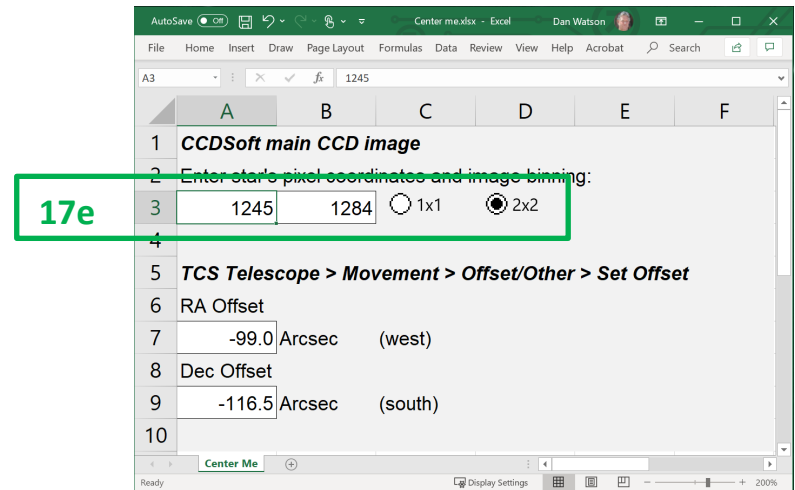 AutoSave Off Center me.xlsx - Excel Dan Watson
File Home Insert Draw Page Layout Formulas Data Review View Help Acrobat Search
A3 fx 1245
A B C D E F
1 CCDSoft main CCD image
2 Enter star's pixel coordinates and image binning:
17e
3 1245 1284 1x1 2x2
4
5 TCS Telescope > Movement > Offset/Other > Set Offset
6 RA Offset
7 -99.0 Arcsec (west)
8 Dec Offset
9 -116.5 Arcsec (south)
10
Center Me
Ready Display Settings 200%